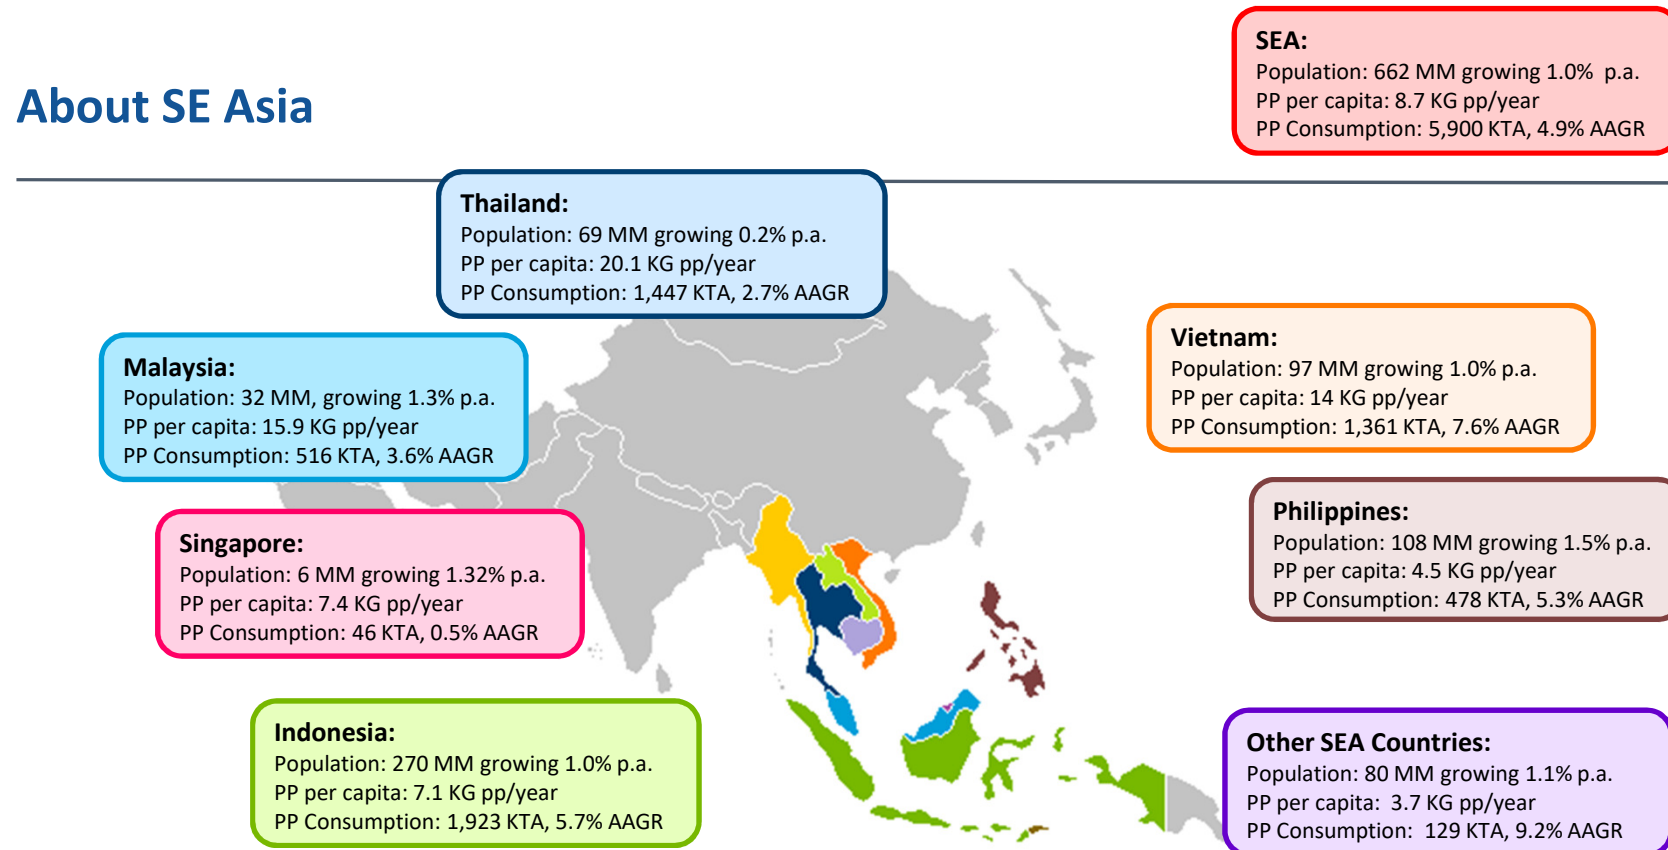 About SE Asia
SEA:
Population: 662 MM growing 1.0% p.a.
PP per capita: 8.7 KG pp/year
PP Consumption: 5,900 KTA, 4.9% AAGR
Thailand:
Population: 69 MM growing 0.2% p.a.
PP per capita: 20.1 KG pp/year
PP Consumption: 1,447 KTA, 2.7% AAGR
Malaysia:
Population: 32 MM, growing 1.3% p.a.
PP per capita: 15.9 KG pp/year
PP Consumption: 516 KTA, 3.6% AAGR
Vietnam:
Population: 97 MM growing 1.0% p.a.
PP per capita: 14 KG pp/year
PP Consumption: 1,361 KTA, 7.6% AAGR
Singapore:
Population: 6 MM growing 1.32% p.a.
PP per capita: 7.4 KG pp/year
PP Consumption: 46 KTA, 0.5% AAGR
Philippines:
Population: 108 MM growing 1.5% p.a.
PP per capita: 4.5 KG pp/year
PP Consumption: 478 KTA, 5.3% AAGR
Indonesia:
Population: 270 MM growing 1.0% p.a.
PP per capita: 7.1 KG pp/year
PP Consumption: 1,923 KTA, 5.7% AAGR
Other SEA Countries:
Population: 80 MM growing 1.1% p.a.
PP per capita: 3.7 KG pp/year
PP Consumption: 129 KTA, 9.2% AAGR